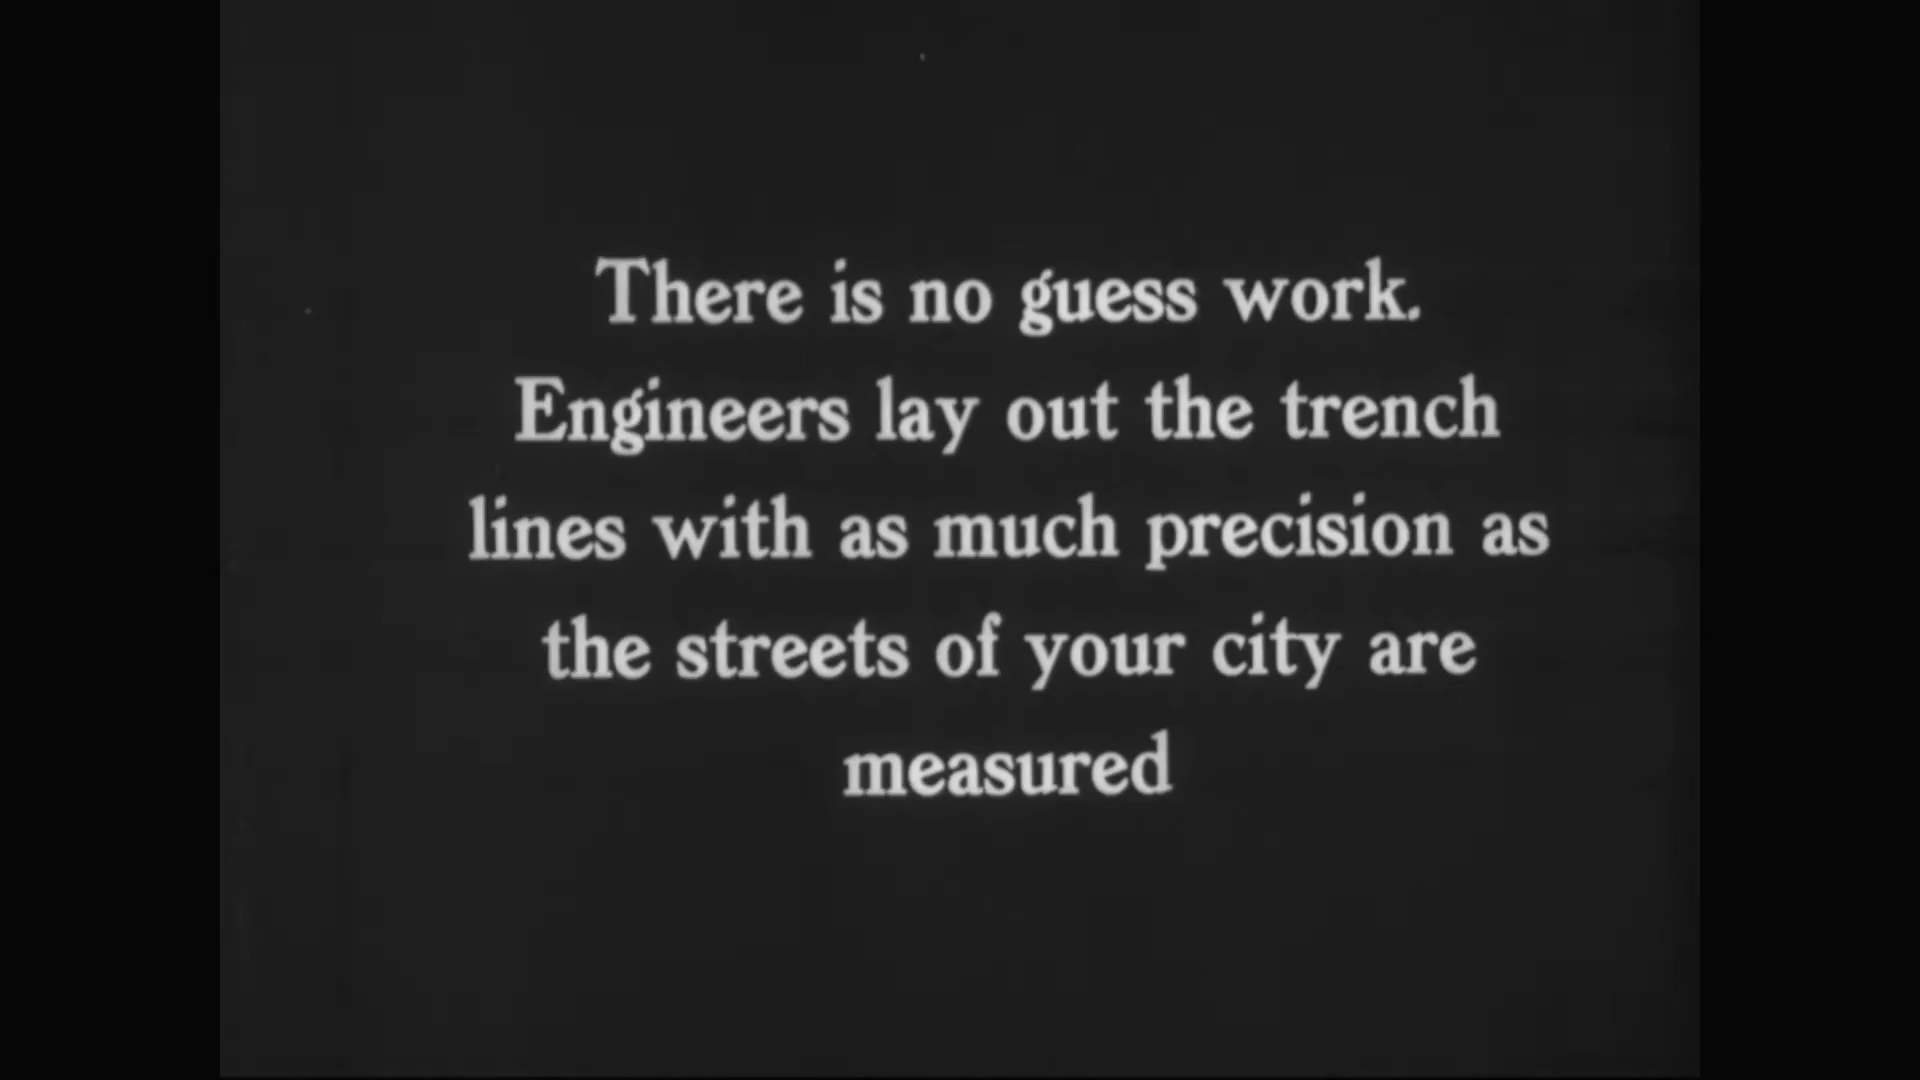 There is no guess work.
Engineers lay out the trench
lines with as much precision as
the streets of your city are
measured